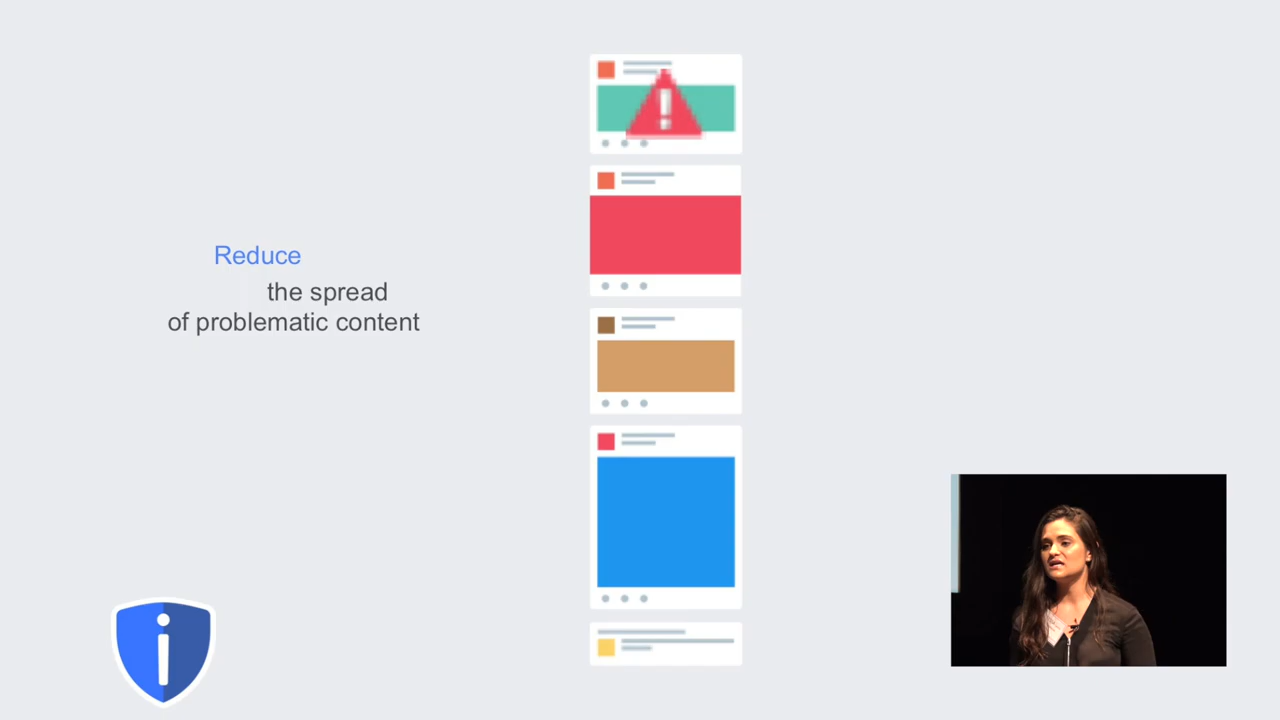 Reduce
the spread
of problematic content